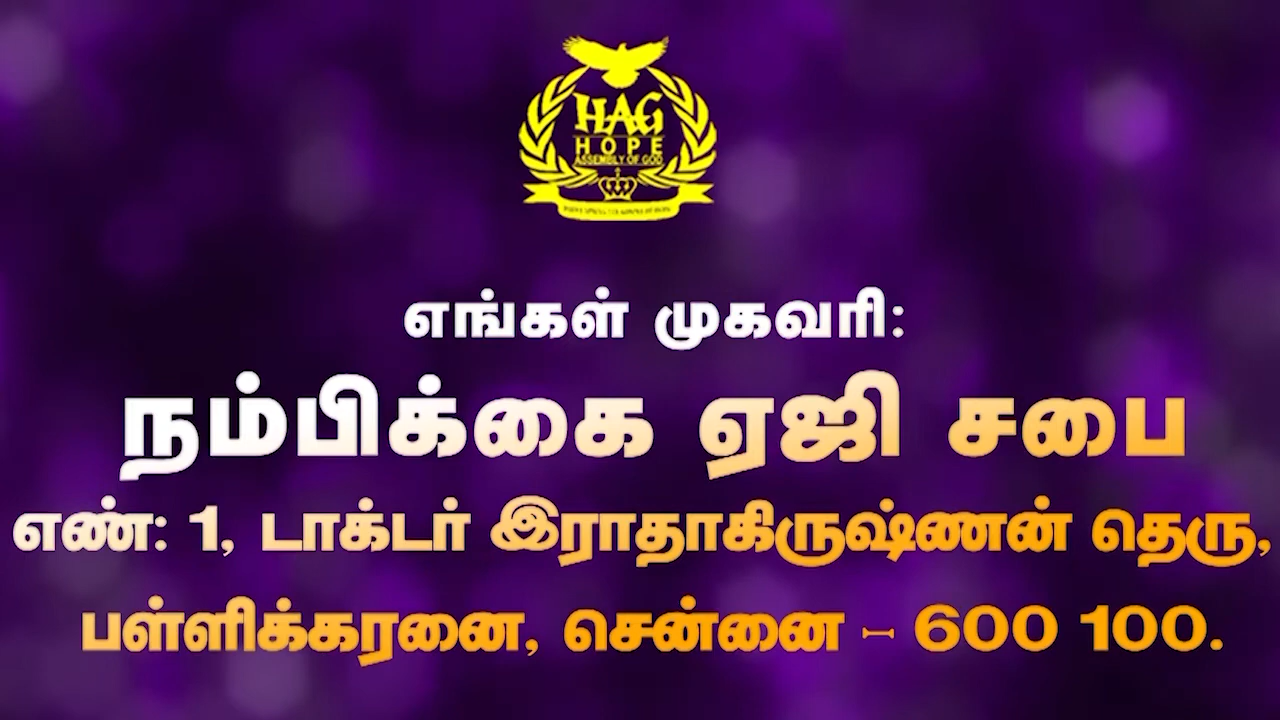 HAG
HOPE
ASSEMBLY OF GOD
எங்கள் முகவரி:
நம்பிக்கை ஏஜி சபை
எண்: 1, டாக்டர் இராதாகிருஷ்ணன் தெரு,
பள்ளிக்கரனை, சென்னை – 600 100.